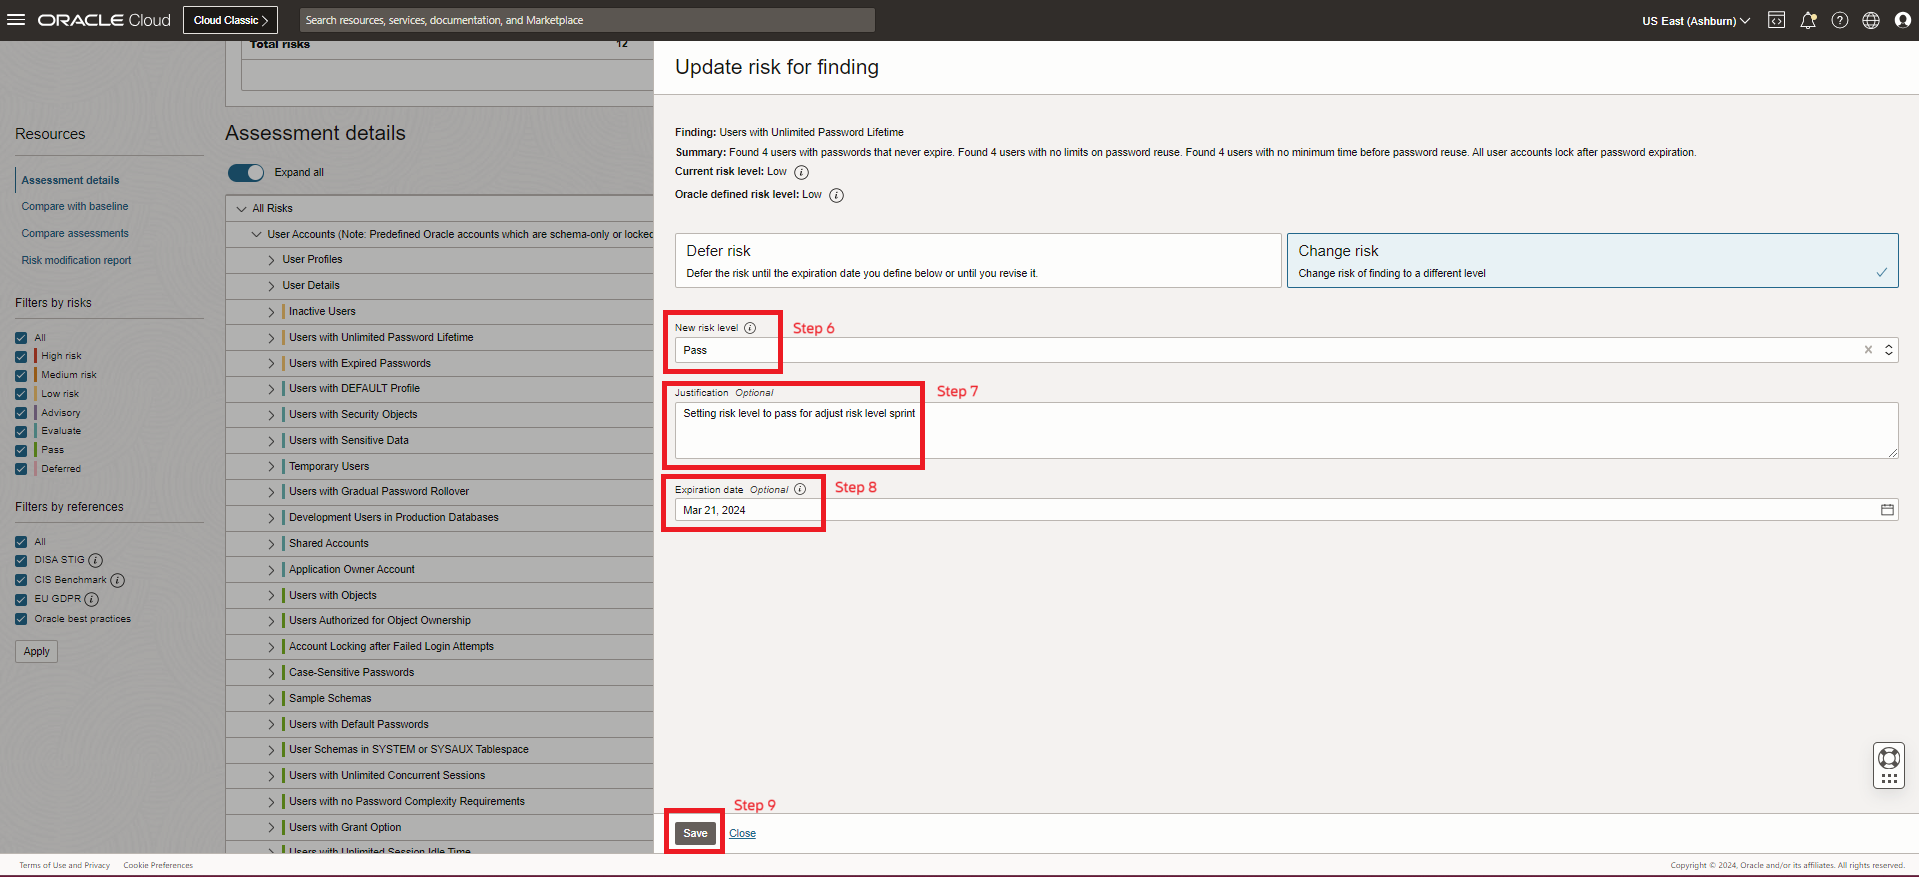 ORACLE Cloud
Cloud Classic
Search resources, services, documentation, and Marketplace
US East (Ashburn)
Total risks 12
Resources
Assessment details
Compare with baseline
Compare assessments
Risk modification report
Filters by risks
All
High risk
Medium risk
Low risk
Advisory
Evaluate
Pass
Deferred
Filters by references
All
DISA STIG
CIS Benchmark
EU GDPR
Oracle best practices
Apply
Assessment details
Expand all
All Risks
User Accounts (Note: Predefined Oracle accounts which are schema-only or locked
User Profiles
User Details
Inactive Users
Users with Unlimited Password Lifetime
Users with Expired Passwords
Users with DEFAULT Profile
Users with Security Objects
Users with Sensitive Data
Temporary Users
Users with Gradual Password Rollover
Development Users in Production Databases
Shared Accounts
Application Owner Account
Users with Objects
Users Authorized for Object Ownership
Account Locking after Failed Login Attempts
Case-Sensitive Passwords
Sample Schemas
Users with Default Passwords
User Schemas in SYSTEM or SYSAUX Tablespace
Users with Unlimited Concurrent Sessions
Users with no Password Complexity Requirements
Users with Grant Option
Users with Unlimited Session Idle Time
Update risk for finding
Finding: Users with Unlimited Password Lifetime
Summary: Found 4 users with passwords that never expire. Found 4 users with no limits on password reuse. Found 4 users with no minimum time before password reuse. All user accounts lock after password expiration.
Current risk level: Low
Oracle defined risk level: Low
Defer risk
Defer the risk until the expiration date you define below or until you revise it.
Change risk
Change risk of finding to a different level
New risk level
Step 6
Pass
Justification Optional
Step 7
Setting risk level to pass for adjust risk level sprint
Expiration date Optional
Step 8
Mar 21, 2024
Step 9
Save
Close
Terms of Use and Privacy
Cookie Preferences
Copyright © 2024, Oracle and/or its affiliates. All rights reserved.